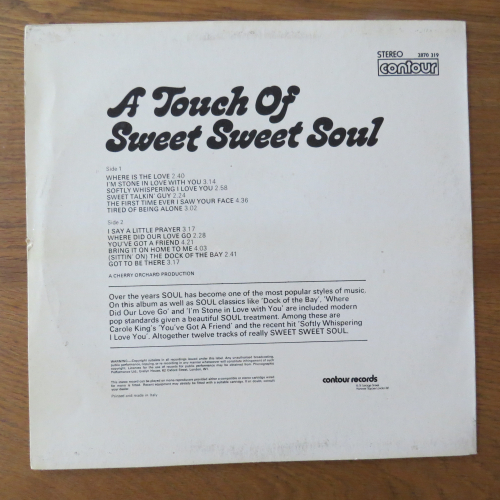 STEREO 2870 319
contour
A Touch Of
Sweet Sweet Soul
Side 1
WHERE IS THE LOVE 2.40
I'M STONE IN LOVE WITH YOU 3.14
SOFTLY WHISPERING I LOVE YOU 2.58
SWEET TALKIN' GUY 2.24
THE FIRST TIME EVER I SAW YOUR FACE 4.36
TIRED OF BEING ALONE 3.02
Side 2
I SAY A LITTLE PRAYER 3.17
WHERE DID OUR LOVE GO 2.28
YOU'VE GOT A FRIEND 4.21
BRING IT ON HOME TO ME 4.03
(SITTIN' ON) THE DOCK OF THE BAY 2.41
GOT TO BE THERE 3.17
A CHERRY ORCHARD PRODUCTION
Over the years SOUL has become one of the most popular styles of music.
On this album as well as SOUL classics like 'Dock of the Bay', 'Where
Did Our Love Go' and 'I'm Stone in Love with You' are included modern
pop standards given a beautiful SOUL treatment. Among these are
Carole King's 'You've Got A Friend' and the recent hit 'Softly Whispering
I Love You'. Altogether twelve tracks of really SWEET SWEET SOUL.
contour records
Printed and made in Italy